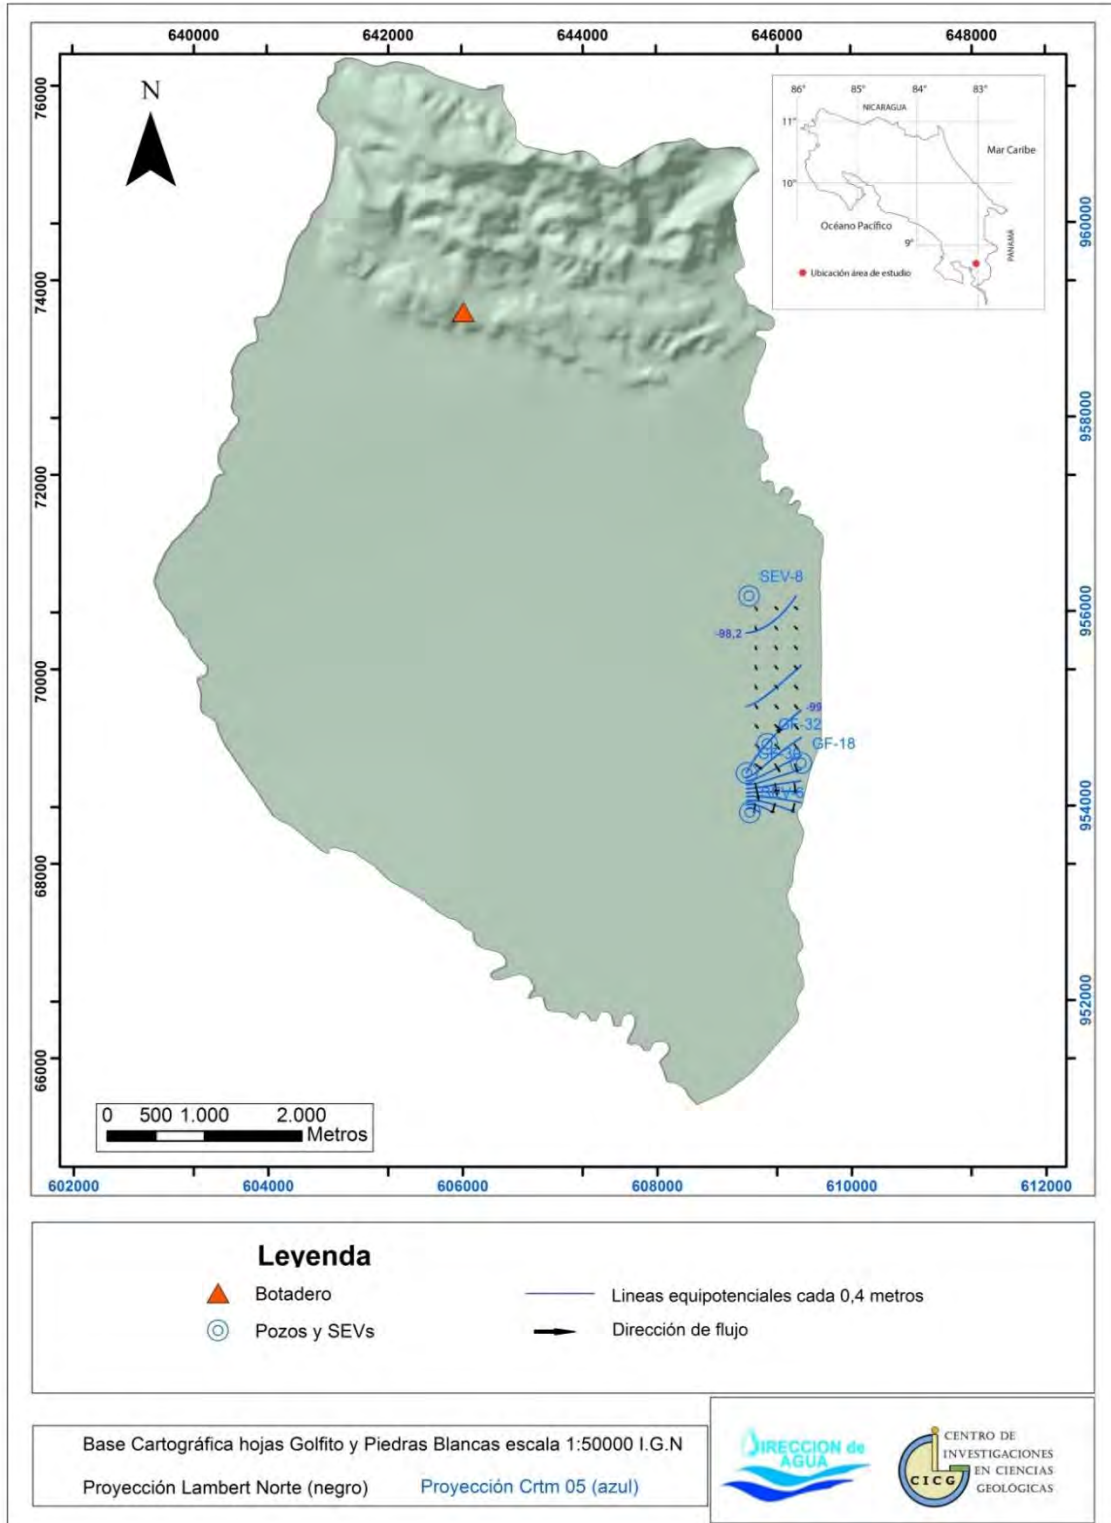 640000 642000 644000 646000 648000
N
76000
74000
72000
70000
68000
66000
86° 85° 84° 83°
NICARAGUA
11°
Mar Caribe
10°
Océano Pacífico
9°
PANAMÁ
Ubicación área de estudio
960000
958000
956000
954000
952000
SEV-8
-98,2
-99
GF-32
GF-18
0 500 1.000 2.000
Metros
602000 604000 606000 608000 610000 612000
Leyenda
Botadero
Lineas equipotenciales cada 0,4 metros
Pozos y SEVs
Dirección de flujo
Base Cartográfica hojas Golfito y Piedras Blancas escala 1:50000 I.G.N
Proyección Lambert Norte (negro) Proyección Crtm 05 (azul)
DIRECCION de
AGUA
CICG
CENTRO DE
INVESTIGACIONES
EN CIENCIAS
GEOLÓGICAS